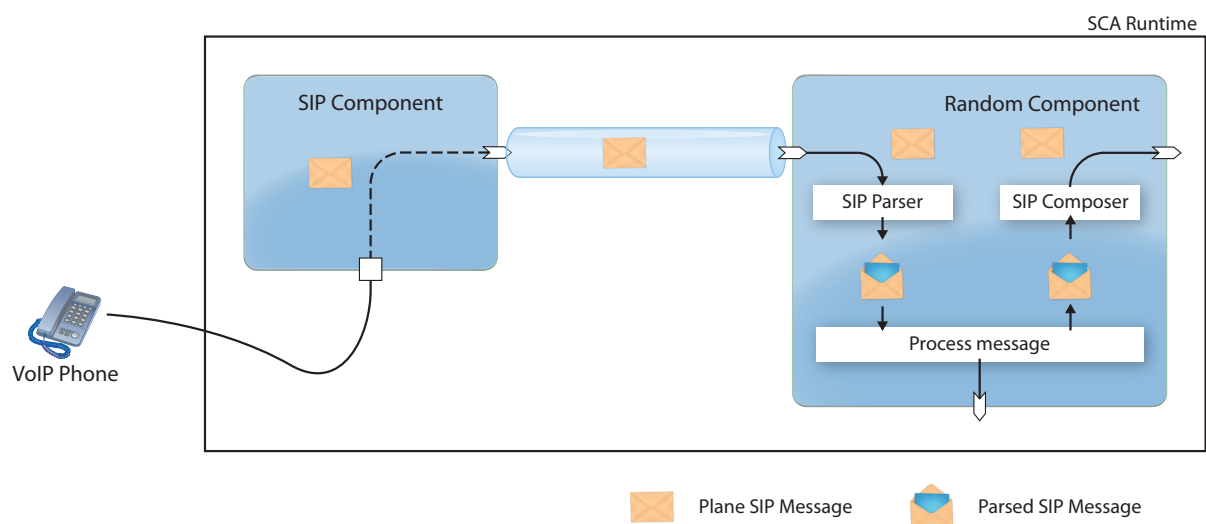 SCA Runtime
SIP Component
Random Component
SIP Parser
SIP Composer
Process message
VoIP Phone
Plane SIP Message
Parsed SIP Message